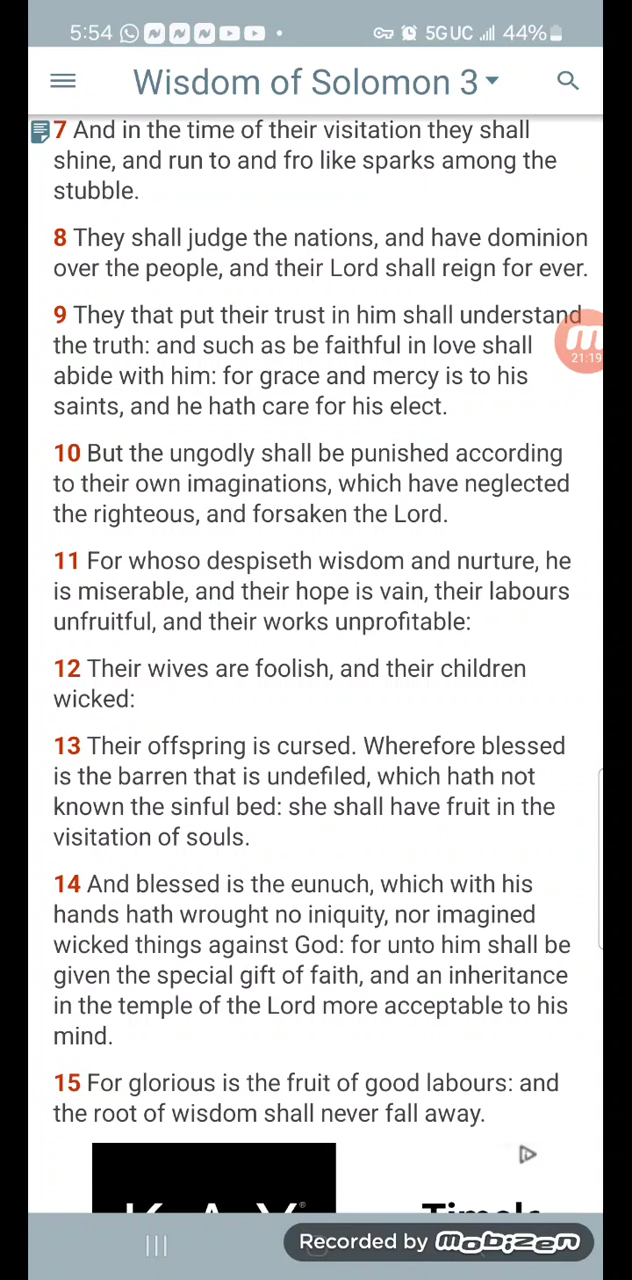 5:54 5G UC 44%
Wisdom of Solomon 3
7 And in the time of their visitation they shall
shine, and run to and fro like sparks among the
stubble.
8 They shall judge the nations, and have dominion
over the people, and their Lord shall reign for ever.
9 They that put their trust in him shall understand
the truth: and such as be faithful in love shall
21:19
abide with him: for grace and mercy is to his
saints, and he hath care for his elect.
10 But the ungodly shall be punished according
to their own imaginations, which have neglected
the righteous, and forsaken the Lord.
11 For whoso despiseth wisdom and nurture, he
is miserable, and their hope is vain, their labours
unfruitful, and their works unprofitable:
12 Their wives are foolish, and their children
wicked:
13 Their offspring is cursed. Wherefore blessed
is the barren that is undefiled, which hath not
known the sinful bed: she shall have fruit in the
visitation of souls.
14 And blessed is the eunuch, which with his
hands hath wrought no iniquity, nor imagined
wicked things against God: for unto him shall be
given the special gift of faith, and an inheritance
in the temple of the Lord more acceptable to his
mind.
15 For glorious is the fruit of good labours: and
the root of wisdom shall never fall away.
Recorded by mobizen